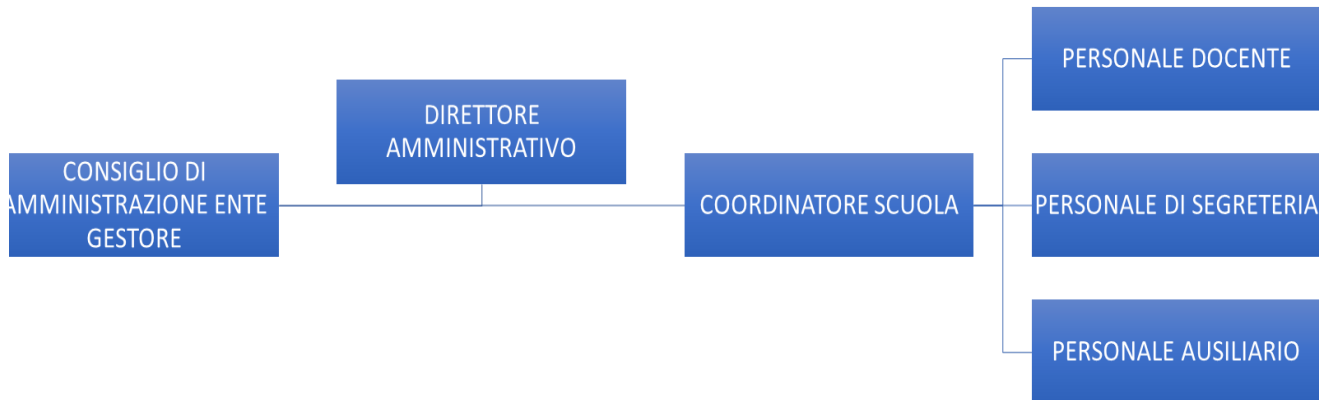 CONSIGLIO DI
AMMINISTRAZIONE ENTE
GESTORE
DIRETTORE
AMMINISTRATIVO
COORDINATORE SCUOLA
PERSONALE DOCENTE
PERSONALE DI SEGRETERIA
PERSONALE AUSILIARIO